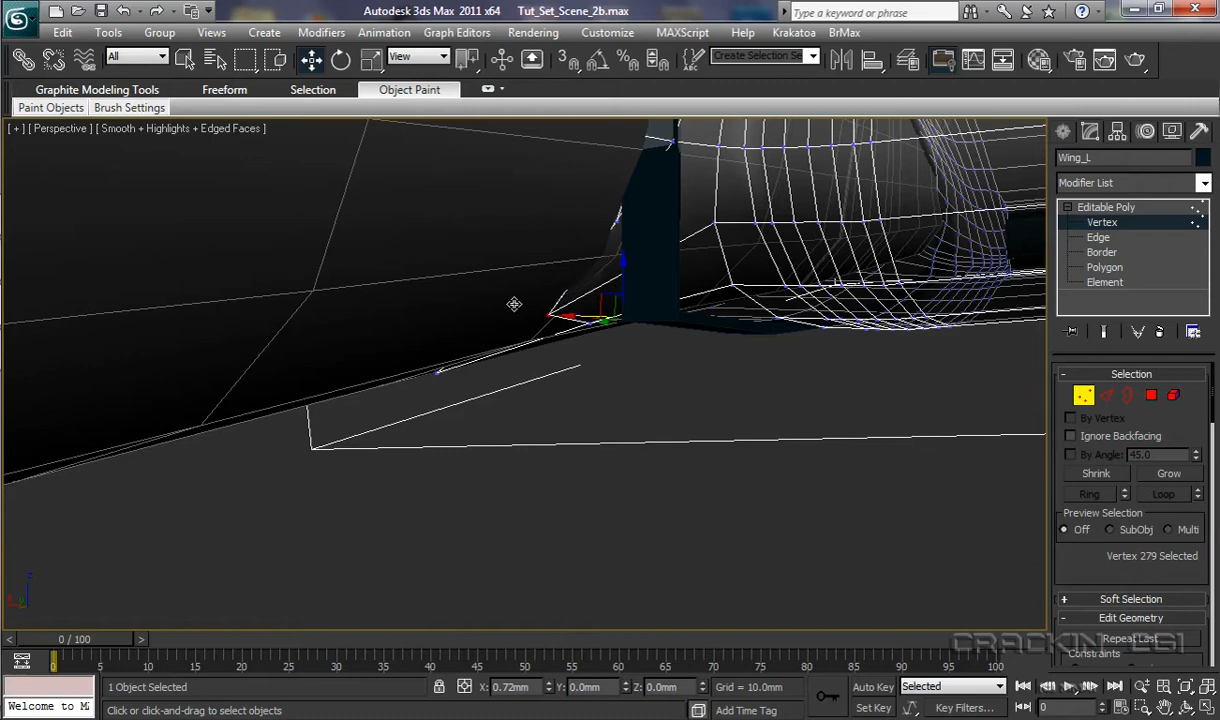 Autodesk 3ds Max 2011 x64 Tut_Set_Scene_2b.max
Type a keyword or phrase
Edit Tools Group Views Create Modifiers Animation Graph Editors Rendering Customize MAXScript Help Krakatoa BrMax
All View Create Selection Se
Graphite Modeling Tools Freeform Selection Object Paint
Paint Objects Brush Settings
[ + ] [ Perspective ] [ Smooth + Highlights + Edged Faces ]
Wing_L
Modifier List
Editable Poly
Vertex
Edge
Border
Polygon
Element
Selection
By Vertex
Ignore Backfacing
By Angle: 45.0
Shrink Grow
Ring Loop
Preview Selection
Off SubObj Multi
Vertex 279 Selected
Soft Selection
Edit Geometry
Repeat Last
Constraints
CRACKIN' CGI
z
0 / 100
0 5 10 15 20 25 30 35 40 45 50 55 60 65 70 75 80 85 90 95 100
1 Object Selected X: 0.72mm Y: 0.0mm Z: 0.0mm Grid = 10.0mm Auto Key Selected
Welcome to MA Click or click-and-drag to select objects Add Time Tag Set Key Key Filters... 0